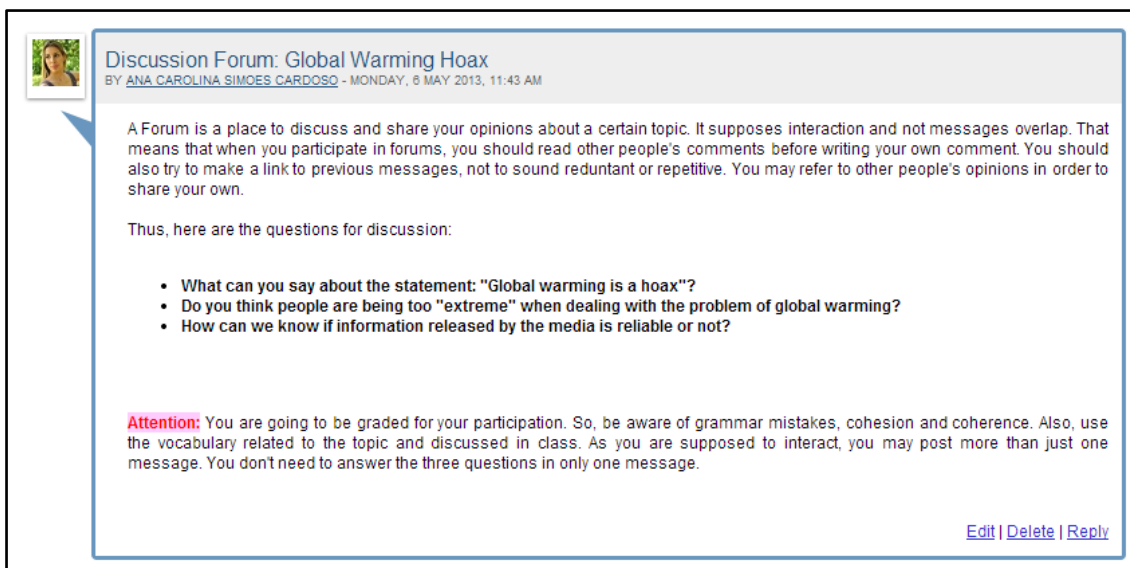 Discussion Forum: Global Warming Hoax
BY ANA CAROLINA SIMOES CARDOSO - MONDAY, 6 MAY 2013, 11:43 AM
A Forum is a place to discuss and share your opinions about a certain topic. It supposes interaction and not messages overlap. That
means that when you participate in forums, you should read other people's comments before writing your own comment. You should
also try to make a link to previous messages, not to sound reduntant or repetitive. You may refer to other people's opinions in order to
share your own.
Thus, here are the questions for discussion:
• What can you say about the statement: "Global warming is a hoax"?
• Do you think people are being too "extreme" when dealing with the problem of global warming?
• How can we know if information released by the media is reliable or not?
Attention: You are going to be graded for your participation. So, be aware of grammar mistakes, cohesion and coherence. Also, use
the vocabulary related to the topic and discussed in class. As you are supposed to interact, you may post more than just one
message. You don't need to answer the three questions in only one message.
Edit | Delete | Reply